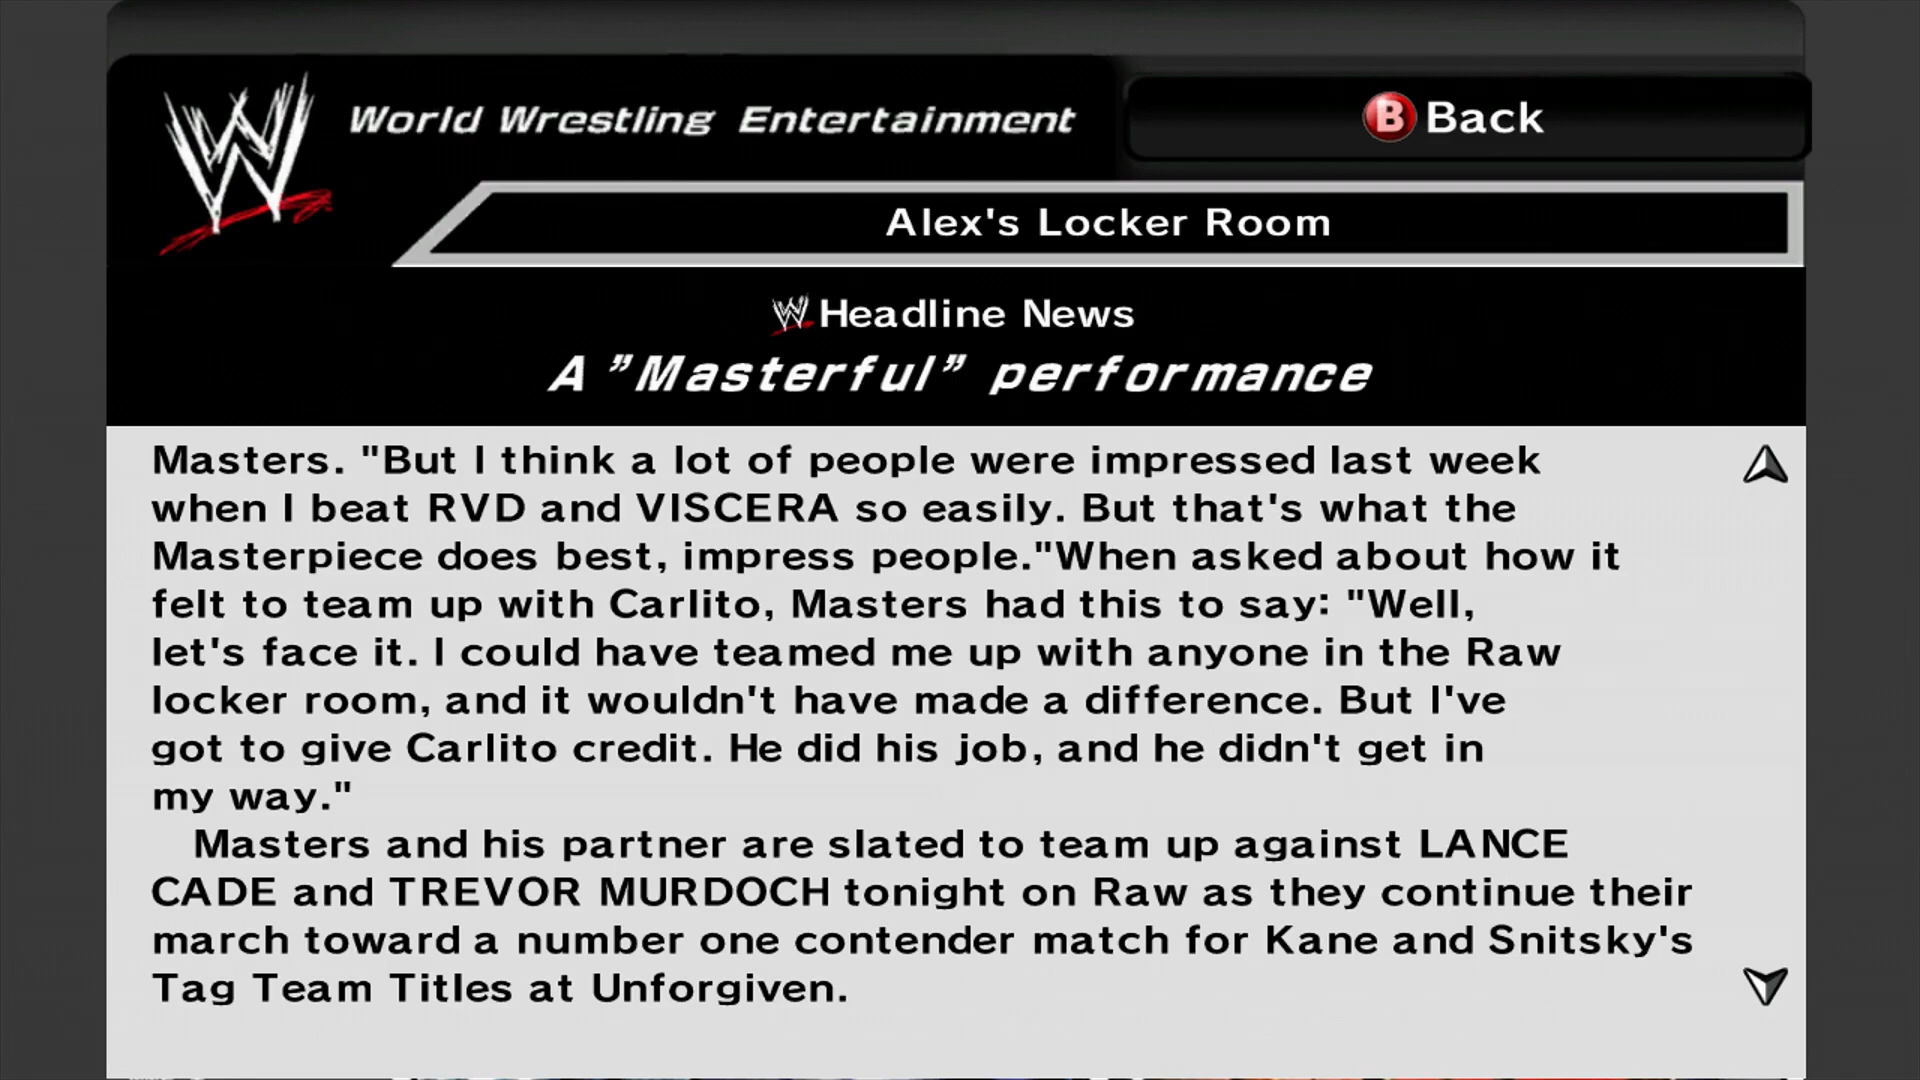 World Wrestling Entertainment
B Back
Alex's Locker Room
W Headline News
A "Masterful" performance
Masters. "But I think a lot of people were impressed last week
when I beat RVD and VISCERA so easily. But that's what the
Masterpiece does best, impress people."When asked about how it
felt to team up with Carlito, Masters had this to say: "Well,
let's face it. I could have teamed me up with anyone in the Raw
locker room, and it wouldn't have made a difference. But I've
got to give Carlito credit. He did his job, and he didn't get in
my way."
Masters and his partner are slated to team up against LANCE
CADE and TREVOR MURDOCH tonight on Raw as they continue their
march toward a number one contender match for Kane and Snitsky's
Tag Team Titles at Unforgiven.